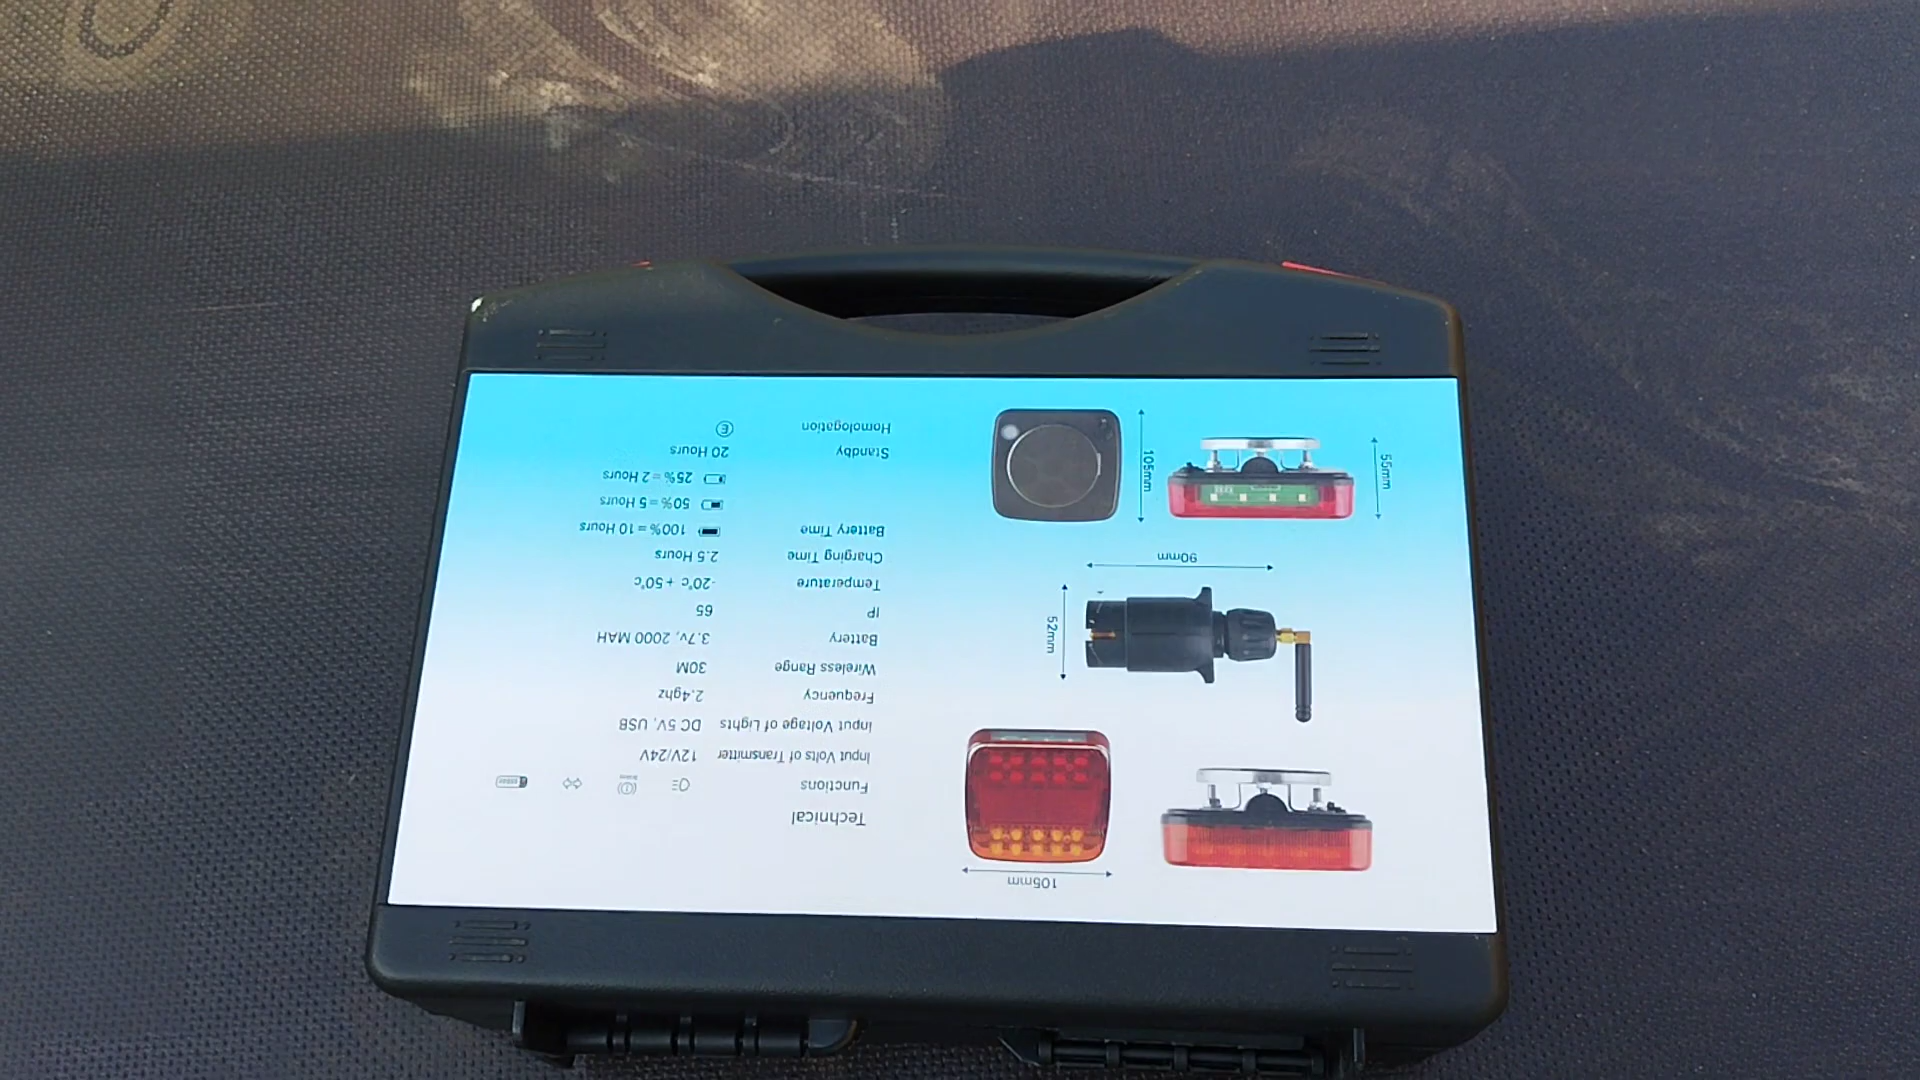 Technical
Functions
Input Volts of Transmitter 12V/24V
Input Voltage of Lights DC 5V, USB
Frequency 2.4ghz
Wireless Range 30M
Battery 3.7v, 2000 MAH
IP 65
Temperature -20°c + 50°c
Charging Time 2.5 Hours
Battery Time 100% = 10 Hours
50% = 5 Hours
25% = 2 Hours
Standby 20 Hours
Homologation E
105mm
52mm
90mm
105mm
55mm